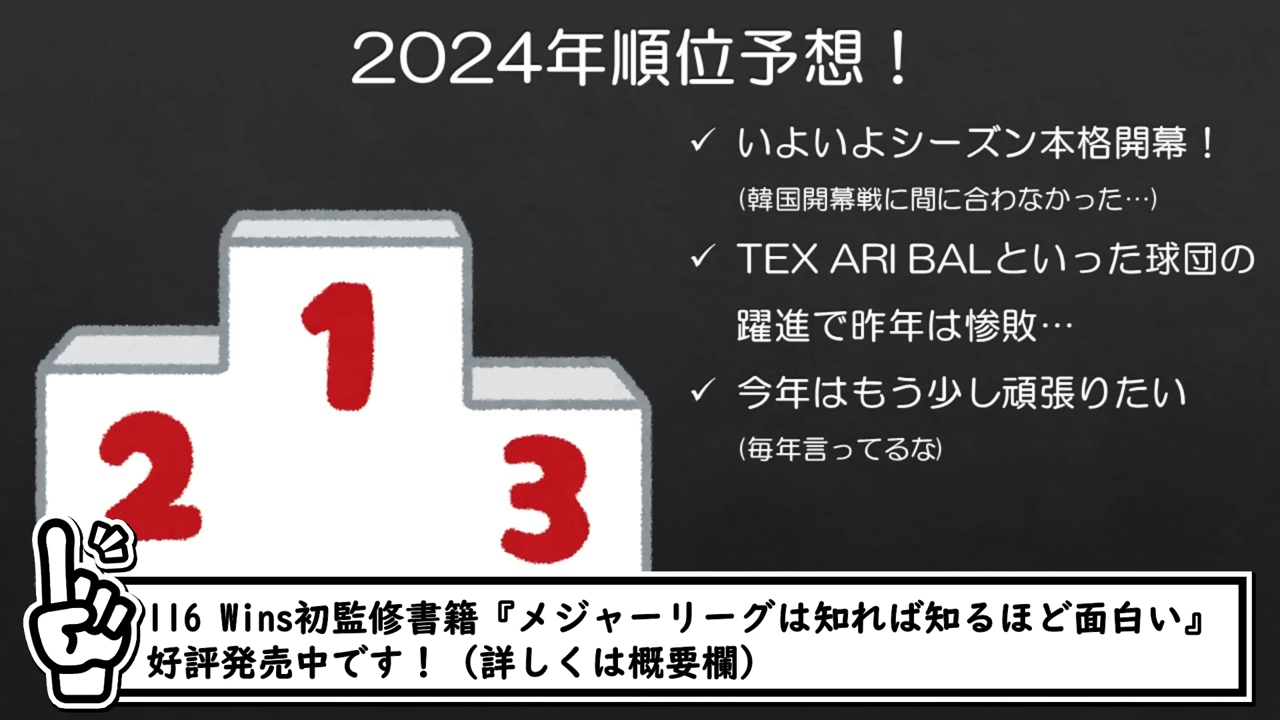 2024年順位予想！
✓ いよいよシーズン本格開幕！
(韓国開幕戦に間に合わなかった…)
✓ TEX ARI BALといった球団の
躍進で昨年は惨敗…
✓ 今年はもう少し頑張りたい
(毎年言ってるな)
1
2
3
116 Wins初監修書籍『メジャーリーグは知れば知るほど面白い』
好評発売中です！（詳しくは概要欄）